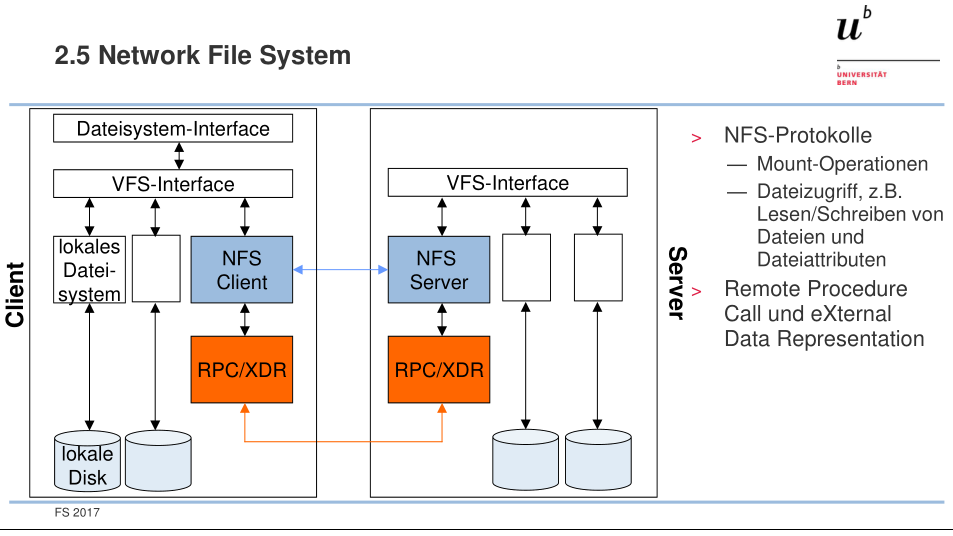 2.5 Network File System
u
b
b
UNIVERSITÄT
BERN
Dateisystem-Interface
VFS-Interface
lokales
Datei-
system
NFS
Client
RPC/XDR
lokale
Disk
Client
VFS-Interface
NFS
Server
RPC/XDR
Server
> NFS-Protokolle
— Mount-Operationen
— Dateizugriff, z.B.
Lesen/Schreiben von
Dateien und
Dateiattributen
> Remote Procedure
Call und eXternal
Data Representation
FS 2017